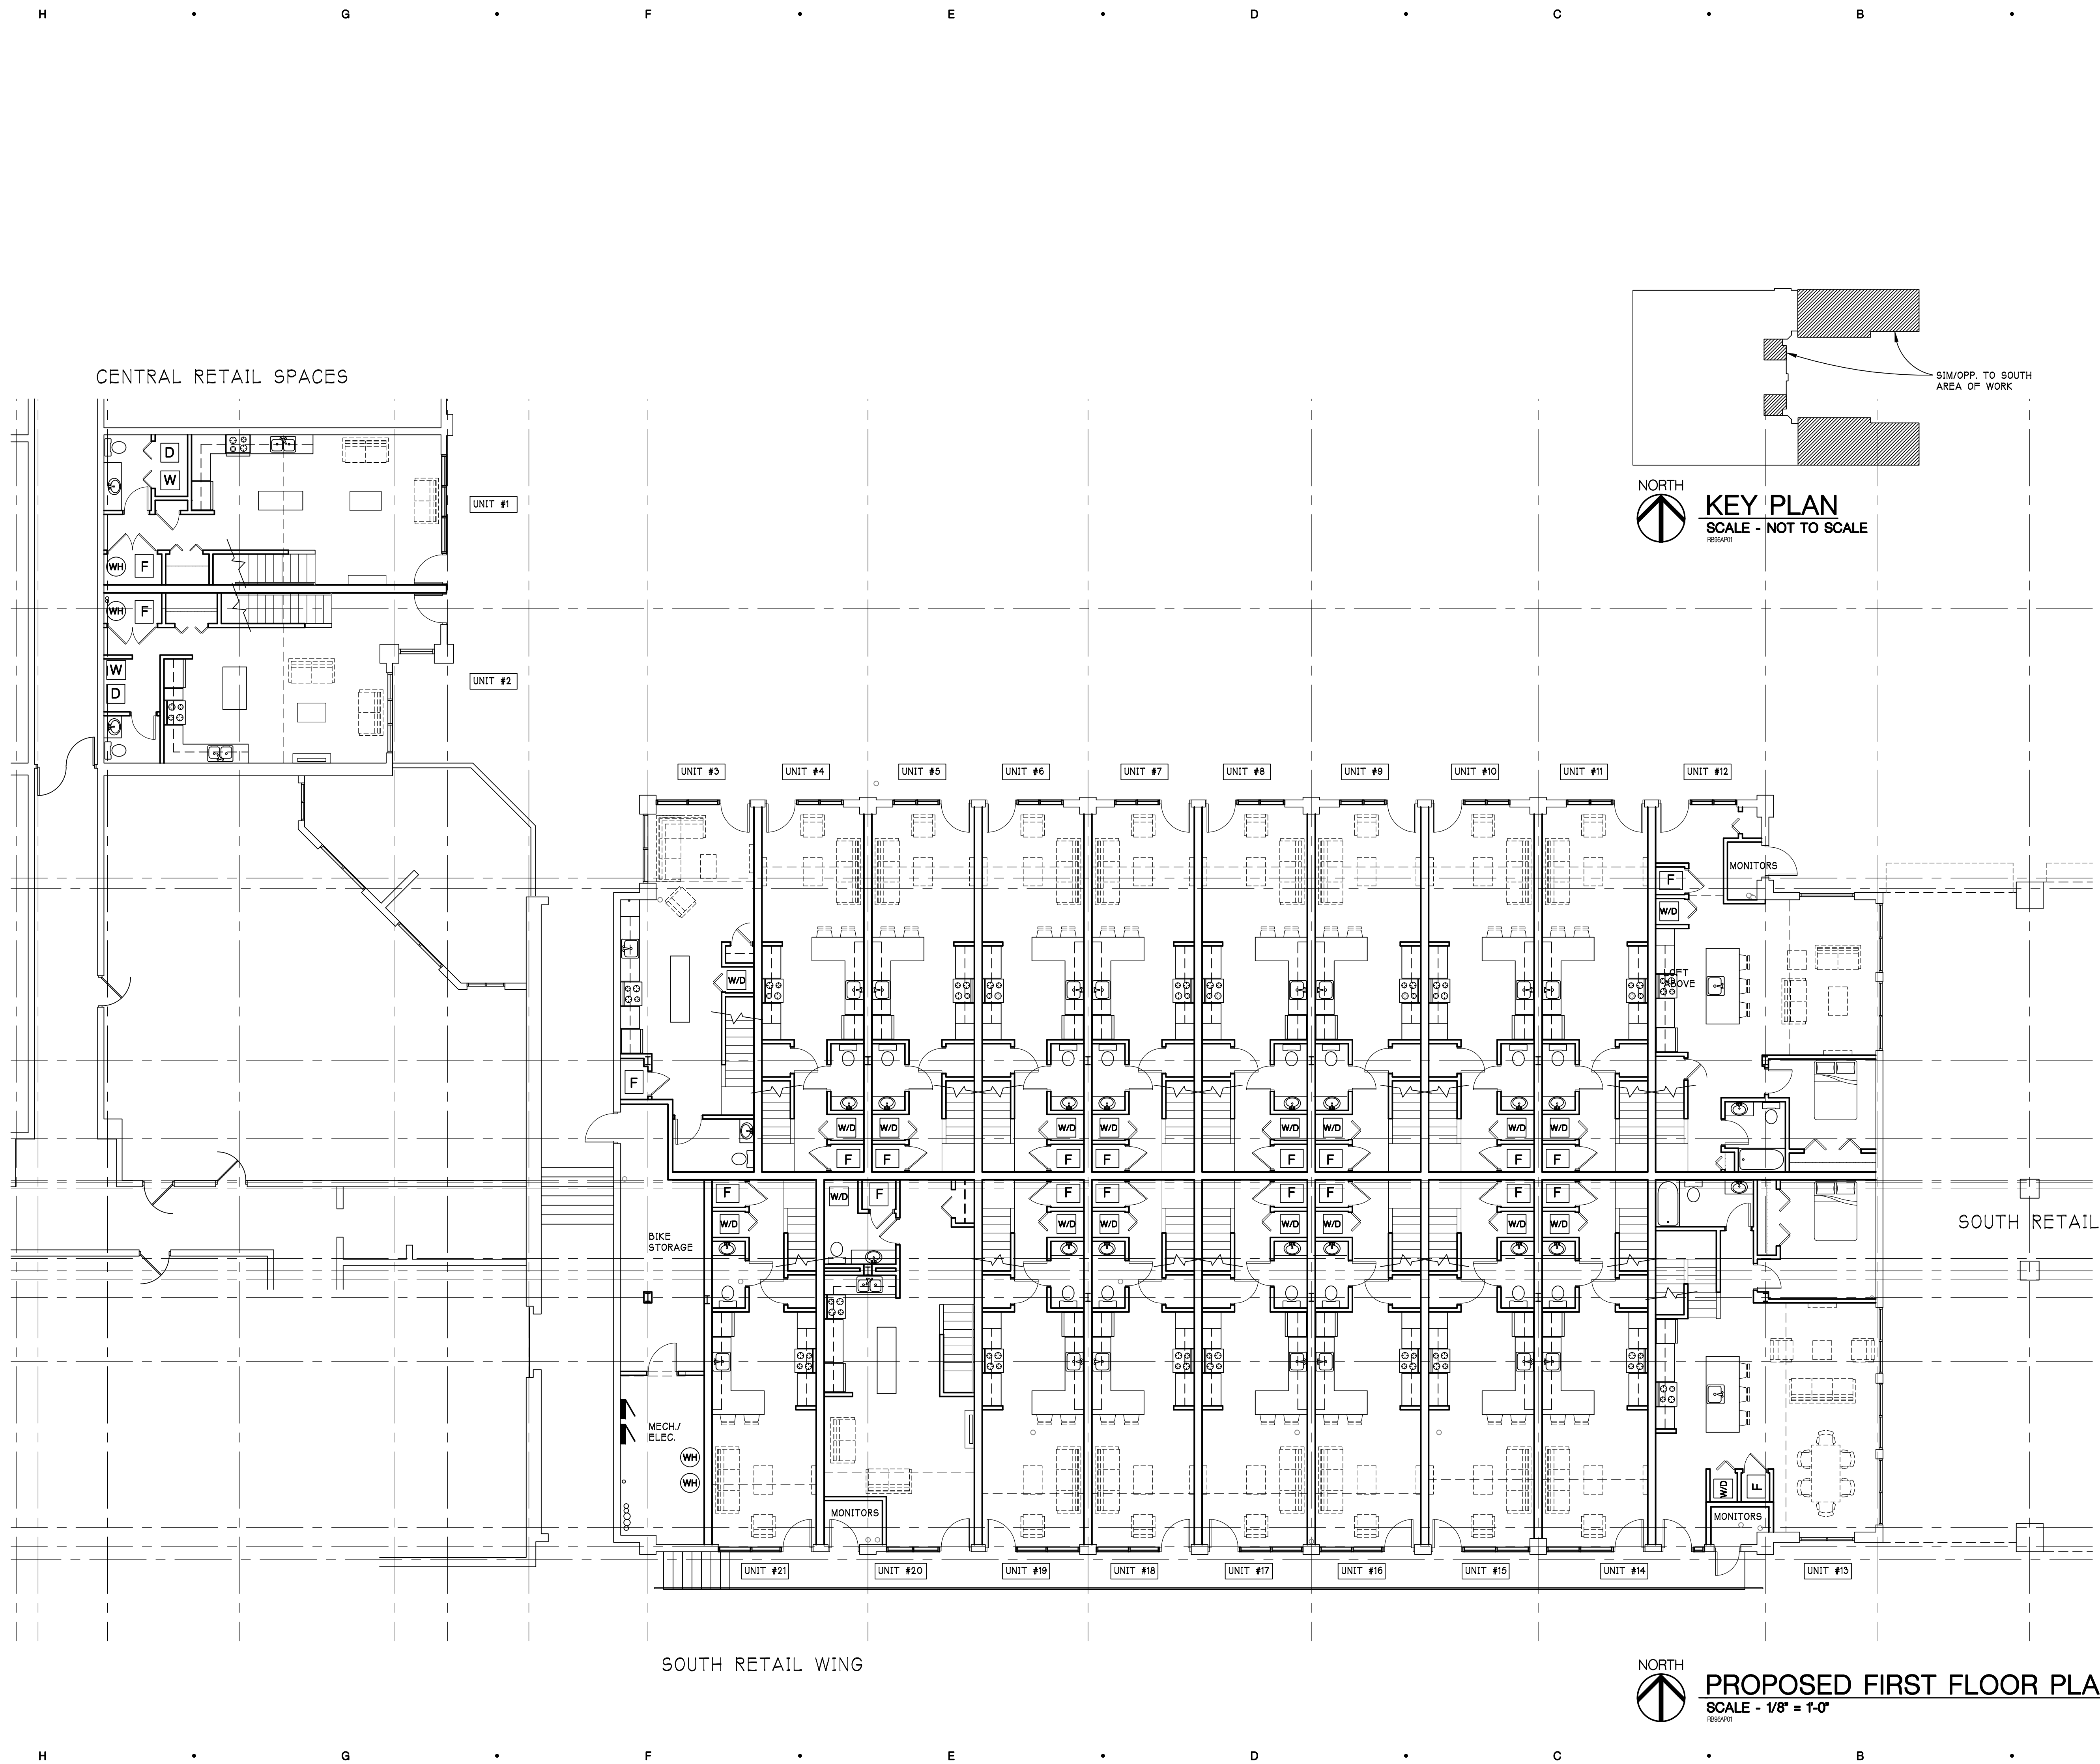 H G F E D C B
CENTRAL RETAIL SPACES
SIM/OPP. TO SOUTH
AREA OF WORK
NORTH
KEY PLAN
SCALE - NOT TO SCALE
RB96AP01
D
W
UNIT #1
WH F
WH F
W
D
UNIT #2
UNIT #3 UNIT #4 UNIT #5 UNIT #6 UNIT #7 UNIT #8 UNIT #9 UNIT #10 UNIT #11 UNIT #12
MONITORS
F
W/D
LOFT
ABOVE
W/D
F
W/D W/D W/D W/D W/D W/D W/D W/D
F F F F F F F F
F F F F F F F F
W/D
W/D W/D W/D W/D W/D W/D W/D
SOUTH RETAIL
BIKE
STORAGE
MECH./
ELEC.
WH
WH
W/D F
MONITORS
MONITORS
UNIT #21 UNIT #20 UNIT #19 UNIT #18 UNIT #17 UNIT #16 UNIT #15 UNIT #14 UNIT #13
SOUTH RETAIL WING
NORTH
PROPOSED FIRST FLOOR PLA
SCALE - 1/8" = 1'-0"
RB96AP01
H G F E D C B